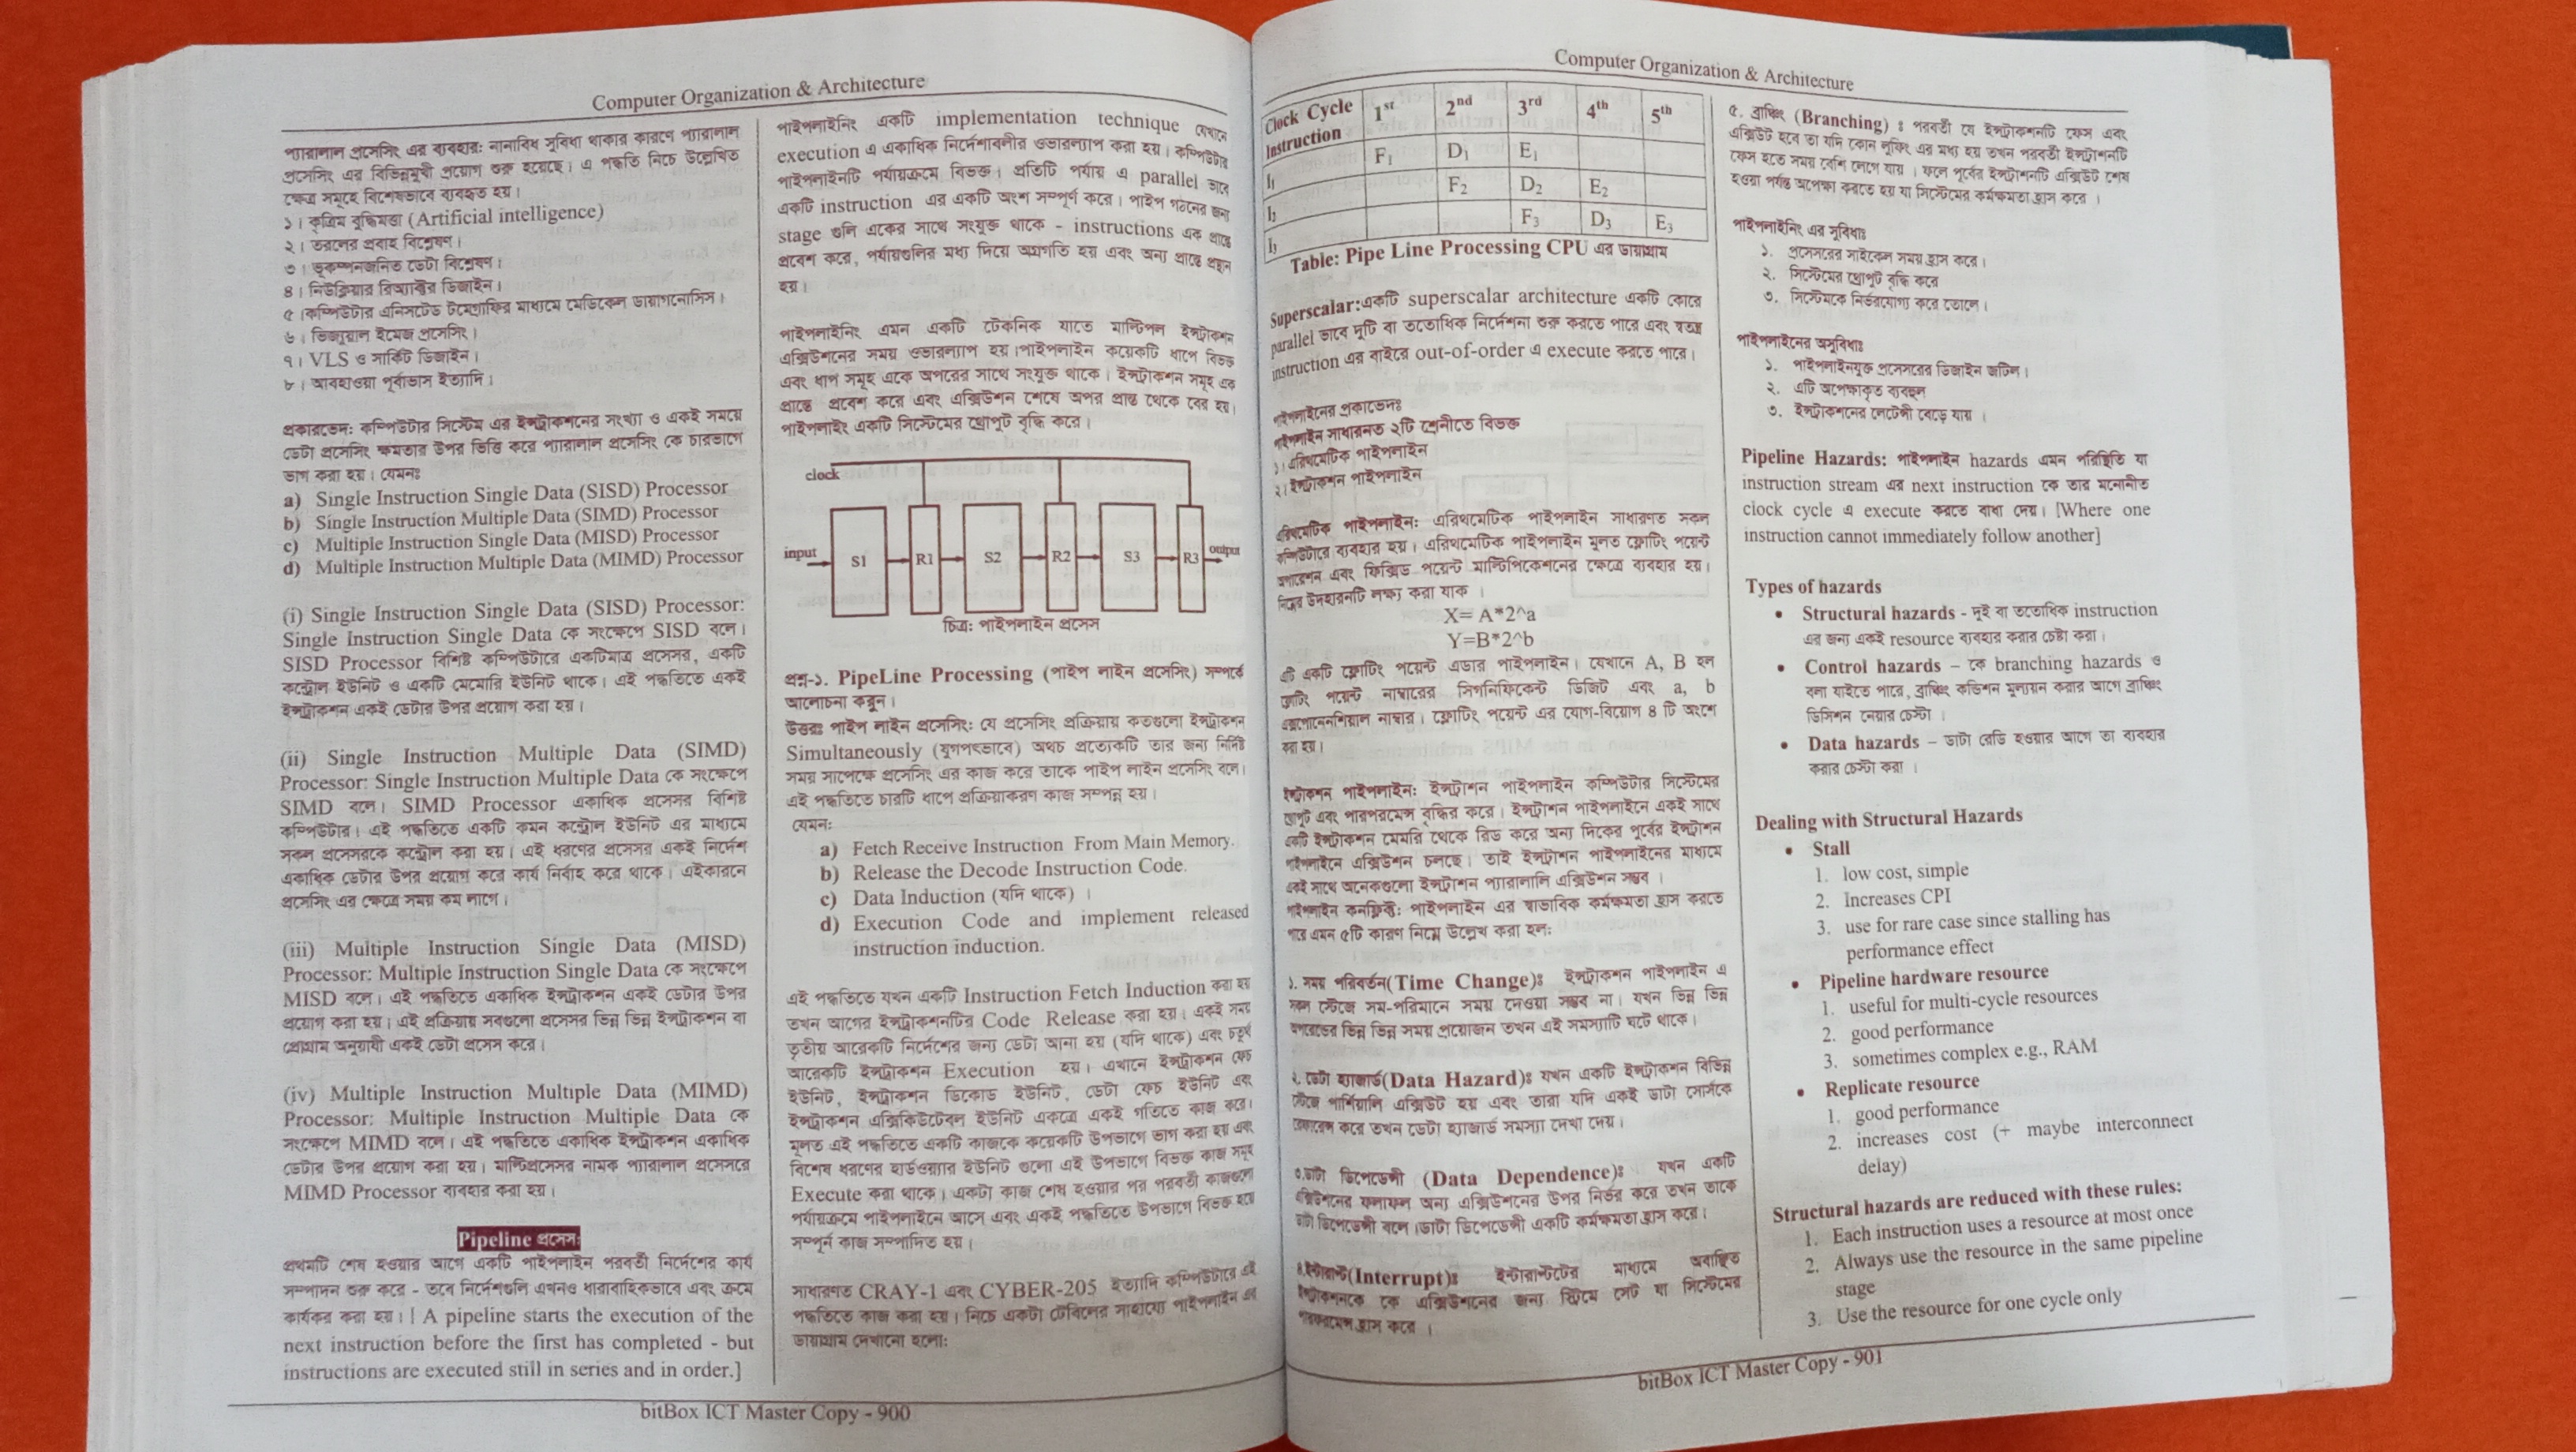 Computer Organization & Architecture
প্যারালাল প্রসেসিং এর ব্যবহার: নানাবিধ সুবিধা থাকার কারণে প্যারালাল
প্রসেসিং এর বিভিন্নমুখী প্রয়োগ শুরু হয়েছে। এ পদ্ধতি নিচে উল্লেখিত
ক্ষেত্র সমূহে বিশেষভাবে ব্যবহৃত হয়।
১। কৃত্রিম বুদ্ধিমত্তা (Artificial intelligence)
২। তরলের প্রবাহ বিশ্লেষণ।
৩। ভূকম্পনজনিত ডেটা বিশ্লেষণ।
৪। নিউক্লিয়ার রিঅ্যাক্টর ডিজাইন।
৫।কম্পিউটার এনিসটেড টমোগ্রাফির মাধ্যমে মেডিকেল ডায়াগনোসিস।
৬। ভিজ্যুয়াল ইমেজ প্রসেসিং।
৭। VLS ও সার্কিট ডিজাইন।
৮। আবহাওয়া পূর্বাভাস ইত্যাদি।
প্রকারভেদ: কম্পিউটার সিস্টেম এর ইন্সট্রাকশনের সংখ্যা ও একই সময়ে
ডেটা প্রসেসিং ক্ষমতার উপর ভিত্তি করে প্যারালাল প্রসেসিং কে চারভাগে
ভাগ করা হয়। যেমনঃ
a) Single Instruction Single Data (SISD) Processor
b) Single Instruction Multiple Data (SIMD) Processor
c) Multiple Instruction Single Data (MISD) Processor
d) Multiple Instruction Multiple Data (MIMD) Processor
(i) Single Instruction Single Data (SISD) Processor:
Single Instruction Single Data কে সংক্ষেপে SISD বলে।
SISD Processor বিশিষ্ট কম্পিউটারে একটিমাত্র প্রসেসর, একটি
কন্ট্রোল ইউনিট ও একটি মেমোরি ইউনিট থাকে। এই পদ্ধতিতে একই
ইন্সট্রাকশন একই ডেটার উপর প্রয়োগ করা হয়।
(ii) Single Instruction Multiple Data (SIMD)
Processor: Single Instruction Multiple Data কে সংক্ষেপে
SIMD বলে। SIMD Processor একাধিক প্রসেসর বিশিষ্ট
কম্পিউটার। এই পদ্ধতিতে একটি কমন কন্ট্রোল ইউনিট এর মাধ্যমে
সকল প্রসেসরকে কন্ট্রোল করা হয়। এই ধরণের প্রসেসর একই নির্দেশ
একাধিক ডেটার উপর প্রয়োগ করে কার্য নির্বাহ করে থাকে। এইকারনে
প্রসেসিং এর ক্ষেত্রে সময় কম লাগে।
(iii) Multiple Instruction Single Data (MISD)
Processor: Multiple Instruction Single Data কে সংক্ষেপে
MISD বলে। এই পদ্ধতিতে একাধিক ইন্সট্রাকশন একই ডেটার উপর
প্রয়োগ করা হয়। এই প্রক্রিয়ায় সবগুলো প্রসেসর ভিন্ন ভিন্ন ইন্সট্রাকশন বা
প্রোগ্রাম অনুযায়ী একই ডেটা প্রসেস করে।
(iv) Multiple Instruction Multiple Data (MIMD)
Processor: Multiple Instruction Multiple Data কে
সংক্ষেপে MIMD বলে। এই পদ্ধতিতে একাধিক ইন্সট্রাকশন একাধিক
ডেটার উপর প্রয়োগ করা হয়। মাল্টিপ্রসেসর নামক প্যারালাল প্রসেসরে
MIMD Processor ব্যবহার করা হয়।
Pipeline প্রসেস:
প্রথমটি শেষ হওয়ার আগে একটি পাইপলাইন পরবর্তী নির্দেশের কার্য
সম্পাদন শুরু করে - তবে নির্দেশগুলি এখনও ধারাবাহিকভাবে এবং ক্রমে
কার্যকর করা হয়। [ A pipeline starts the execution of the
next instruction before the first has completed - but
instructions are executed still in series and in order.]
পাইপলাইনিং একটি implementation technique যেখানে
execution এ একাধিক নির্দেশাবলীর ওভারল্যাপ করা হয়। কম্পিউটার
পাইপলাইনটি পর্যায়ক্রমে বিভক্ত। প্রতিটি পর্যায় এ parallel ভাবে
একটি instruction এর একটি অংশ সম্পূর্ণ করে। পাইপ গঠনের জন্য
stage গুলি একের সাথে সংযুক্ত থাকে - instructions এক প্রান্তে
প্রবেশ করে, পর্যায়গুলির মধ্য দিয়ে অগ্রগতি হয় এবং অন্য প্রান্তে প্রস্থান
হয়।
পাইপলাইনিং এমন একটি টেকনিক যাতে মাল্টিপল ইন্সট্রাকশন
এক্সিউশনের সময় ওভারল্যাপ হয়।পাইপলাইন কয়েকটি ধাপে বিভক্ত
এবং ধাপ সমূহ একে অপরের সাথে সংযুক্ত থাকে। ইন্সট্রাকশন সমূহ এক
প্রান্তে প্রবেশ করে এবং এক্সিউশন শেষে অপর প্রান্ত থেকে বের হয়।
পাইপলাইং একটি সিস্টেমের থ্রোপুট বৃদ্ধি করে।
clock
input S1 R1 S2 R2 S3 R3 output
চিত্র: পাইপলাইন প্রসেস
প্রশ্ন-১. PipeLine Processing (পাইপ লাইন প্রসেসিং) সম্পর্কে
আলোচনা করুন।
উত্তরঃ পাইপ লাইন প্রসেসিং: যে প্রসেসিং প্রক্রিয়ায় কতগুলো ইন্সট্রাকশন
Simultaneously (যুগপৎভাবে) অথচ প্রত্যেকটি তার জন্য নির্দিষ্ট
সময় সাপেক্ষে প্রসেসিং এর কাজ করে তাকে পাইপ লাইন প্রসেসিং বলে।
এই পদ্ধতিতে চারটি ধাপে প্রক্রিয়াকরণ কাজ সম্পন্ন হয়।
যেমন:
a) Fetch Receive Instruction From Main Memory.
b) Release the Decode Instruction Code.
c) Data Induction (যদি থাকে) ।
d) Execution Code and implement released
instruction induction.
এই পদ্ধতিতে যখন একটি Instruction Fetch Induction করা হয়
তখন আগের ইন্সট্রাকশনটির Code Release করা হয়। একই সময়
তৃতীয় আরেকটি নির্দেশের জন্য ডেটা আনা হয় (যদি থাকে) এবং চতুর্থ
আরেকটি ইন্সট্রাকশন Execution হয়। এখানে ইন্সট্রাকশন ফেচ
ইউনিট, ইন্সট্রাকশন ডিকোড ইউনিট, ডেটা ফেচ ইউনিট এবং
ইন্সট্রাকশন এক্সিকিউটেবল ইউনিট একত্রে একই গতিতে কাজ করে।
মূলত এই পদ্ধতিতে একটি কাজকে কয়েকটি উপভাগে ভাগ করা হয় এবং
বিশেষ ধরণের হার্ডওয়্যার ইউনিট গুলো এই উপভাগে বিভক্ত কাজ সমূহ
Execute করা থাকে। একটা কাজ শেষ হওয়ার পর পরবর্তী কাজগুলো
পর্যায়ক্রমে পাইপলাইনে আসে এবং একই পদ্ধতিতে উপভাগে বিভক্ত হয়ে
সম্পূর্ন কাজ সম্পাদিত হয়।
সাধারণত CRAY-1 এবং CYBER-205 ইত্যাদি কম্পিউটারে এই
পদ্ধতিতে কাজ করা হয়। নিচে একটা টেবিলের সাহায্যে পাইপলাইন এর
ডায়াগ্রাম দেখানো হলো:
bitBox ICT Master Copy - 900
Computer Organization & Architecture
Clock Cycle 1st 2nd 3rd 4th 5th
Instruction
I1 F1 D1 E1
I2 F2 D2 E2
I3 F3 D3 E3
Table: Pipe Line Processing CPU এর ডায়াগ্রাম
Superscalar:একটি superscalar architecture একটি কোরে
parallel ভাবে দুটি বা ততোধিক নির্দেশনা শুরু করতে পারে এবং স্বতন্ত্র
instruction এর বাইরে out-of-order এ execute করতে পারে।
পাইপলাইনের প্রকাভেদঃ
পাইপলাইন সাধারনত ২টি শ্রেনীতে বিভক্ত
১। এরিথমেটিক পাইপলাইন
২। ইন্সট্রাকশন পাইপলাইন
এরিথমেটিক পাইপলাইন: এরিথমেটিক পাইপলাইন সাধারণত সকল
কম্পিউটারে ব্যবহার হয়। এরিথমেটিক পাইপলাইন মুলত ফ্লোটিং পয়েন্ট
অপারেশন এবং ফিক্সিড পয়েন্ট মাল্টিপিকেশনের ক্ষেত্রে ব্যবহার হয়।
নিম্নের উদহারনটি লক্ষ্য করা যাক ।
X= A*2^a
Y=B*2^b
এই একটি ফ্লোটিং পয়েন্ট এডার পাইপলাইন। যেখানে A, B হল
ফ্লোটিং পয়েন্ট নাম্বারের সিগনিফিকেন্ট ডিজিট এবং a, b
এক্সপোনেনশিয়াল নাম্বার। ফ্লোটিং পয়েন্ট এর যোগ-বিয়োগ ৪ টি অংশে
করা হয়।
ইন্সট্রাকশন পাইপলাইন: ইন্সট্রাশন পাইপলাইন কম্পিউটার সিস্টেমের
থ্রোপুট এবং পারপরমেন্স বৃদ্ধির করে। ইন্সট্রাশন পাইপলাইনে একই সাথে
একটি ইন্সট্রাকশন মেমরি থেকে রিড করে অন্য দিকের পূর্বের ইন্সট্রাশন
পাইপলাইনে এক্সিউশন চলছে। তাই ইন্সট্রাশন পাইপলাইনের মাধ্যমে
একই সাথে অনেকগুলো ইন্সট্রাশন প্যারালালি এক্সিউশন সম্ভব ।
পাইপলাইন কনফ্লিক্ট: পাইপলাইন এর স্বাভাবিক কর্মক্ষমতা হ্রাস করতে
পারে এমন ৫টি কারণ নিম্নে উল্লেখ করা হল:
১. সময় পরিবর্তন(Time Change)ঃ ইন্সট্রাকশন পাইপলাইন এ
সকল স্টেজে সম-পরিমানে সময় দেওয়া সম্ভব না। যখন ভিন্ন ভিন্ন
অপারেন্ডের ভিন্ন ভিন্ন সময় প্রয়োজন তখন এই সমস্যাটি ঘটে থাকে।
২. ডেটা হ্যাজার্ড(Data Hazard)ঃ যখন একটি ইন্সট্রাকশন বিভিন্ন
স্টেজে পার্শিয়ালি এক্সিউট হয় এবং তারা যদি একই ডাটা সোর্সকে
রেফারেন্স করে তখন ডেটা হ্যাজার্ড সমস্যা দেখা দেয়।
৩.ডাটা ডিপেডেন্সী (Data Dependence)ঃ যখন একটি
এক্সিউশনের ফলাফল অন্য এক্সিউশনের উপর নির্ভর করে তখন তাকে
ডাটা ডিপেডেন্সী বলে।ডাটা ডিপেডেন্সী একটি কর্মক্ষমতা হ্রাস করে।
৪.ইন্টারাপ্ট(Interrupt)ঃ ইন্টারাপ্টটের মাধ্যমে অবাঞ্ছিত
ইন্সট্রাকশনকে কে এক্সিউশনের জন্য স্ট্রিমে সেট যা সিস্টেমের
পারফরমেন্স হ্রাস করে ।
৫. ব্রাঞ্চিং (Branching) ঃ পরবর্তী যে ইন্সট্রাকশনটি ফেস এবং
এক্সিউট হবে তা যদি কোন লুফিং এর মধ্য হয় তখন পরবর্তী ইন্সট্রাশনটি
ফেস হতে সময় বেশি লেগে যায় । ফলে পূর্বের ইন্সট্রাশনটি এক্সিউট শেষ
হওয়া পর্যন্ত অপেক্ষা করতে হয় যা সিস্টেমের কর্মক্ষমতা হ্রাস করে ।
পাইপলাইনিং এর সুবিধাঃ
১. প্রসেসরের সাইকেল সময় হ্রাস করে।
২. সিস্টেমের থ্রোপুট বৃদ্ধি করে
৩. সিস্টেমকে নির্ভরযোগ্য করে তোলে।
পাইপলাইনের অসুবিধাঃ
১. পাইপলাইনযুক্ত প্রসেসরের ডিজাইন জটিল।
২. এটি অপেক্ষাকৃত ব্যবহুল
৩. ইন্সট্রাকশনের লেটেন্সী বেড়ে যায় ।
Pipeline Hazards: পাইপলাইন hazards এমন পরিস্থিতি যা
instruction stream এর next instruction কে তার মনোনীত
clock cycle এ execute করতে বাধা দেয়। [Where one
instruction cannot immediately follow another]
Types of hazards
• Structural hazards - দুই বা ততোধিক instruction
এর জন্য একই resource ব্যবহার করার চেষ্টা করা।
• Control hazards – কে branching hazards ও
বলা যাইতে পারে, ব্রাঞ্চিং কন্ডিশন মূল্যয়ন করার আগে ব্রাঞ্চিং
ডিসিশন নেয়ার চেস্টা ।
• Data hazards – ডাটা রেডি হওয়ার আগে তা ব্যবহার
করার চেস্টা করা ।
Dealing with Structural Hazards
• Stall
1. low cost, simple
2. Increases CPI
3. use for rare case since stalling has
performance effect
• Pipeline hardware resource
1. useful for multi-cycle resources
2. good performance
3. sometimes complex e.g., RAM
• Replicate resource
1. good performance
2. increases cost (+ maybe interconnect
delay)
Structural hazards are reduced with these rules:
1. Each instruction uses a resource at most once
2. Always use the resource in the same pipeline
stage
3. Use the resource for one cycle only
bitBox ICT Master Copy - 901